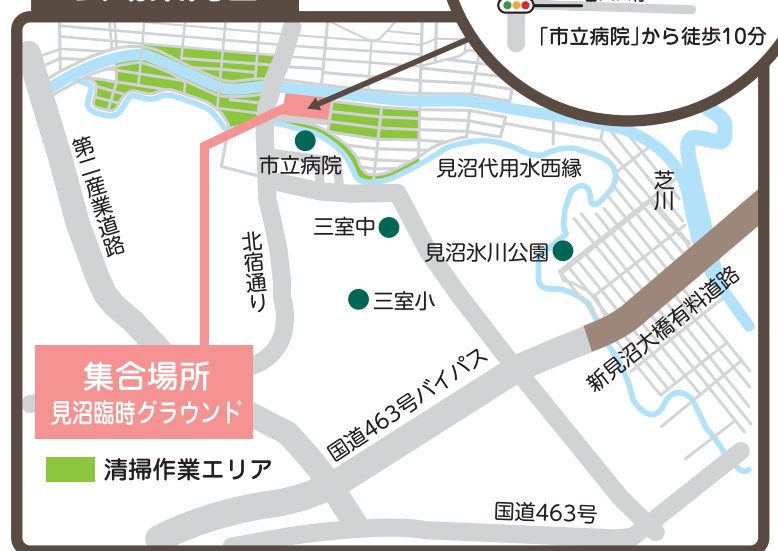 「市立病院」から徒歩10分
第二産業道路
市立病院
見沼代用水西縁
芝川
北宿通り
三室中
見沼氷川公園
三室小
新見沼大橋有料道路
国道463号バイパス
集合場所
見沼臨時グラウンド
清掃作業エリア
国道463号